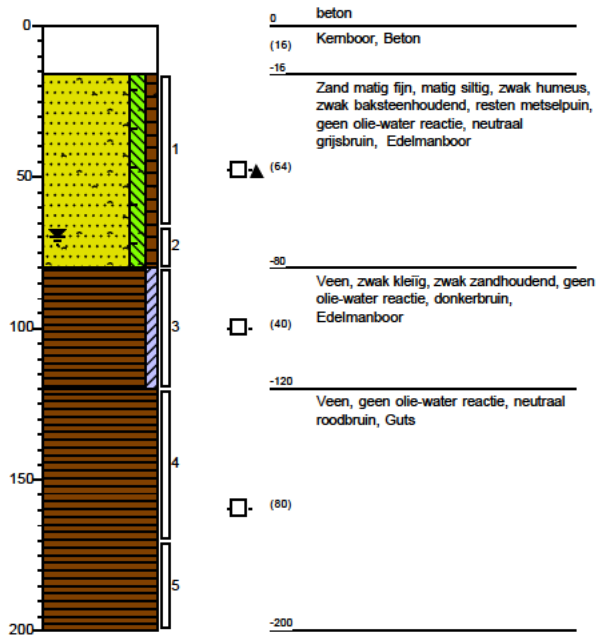 0
0
beton
(16)
Kernboor, Beton
-16
Zand matig fijn, matig siltig, zwak humeus,
zwak baksteenhoudend, resten metselpuin,
geen olie-water reactie, neutraal
grijsbruin, Edelmanboor
1
50
(64)
2
-80
Veen, zwak kleiïg, zwak zandhoudend, geen
olie-water reactie, donkerbruin,
Edelmanboor
100
3
(40)
-120
Veen, geen olie-water reactie, neutraal
roodbruin, Guts
4
150
(80)
5
200
-200